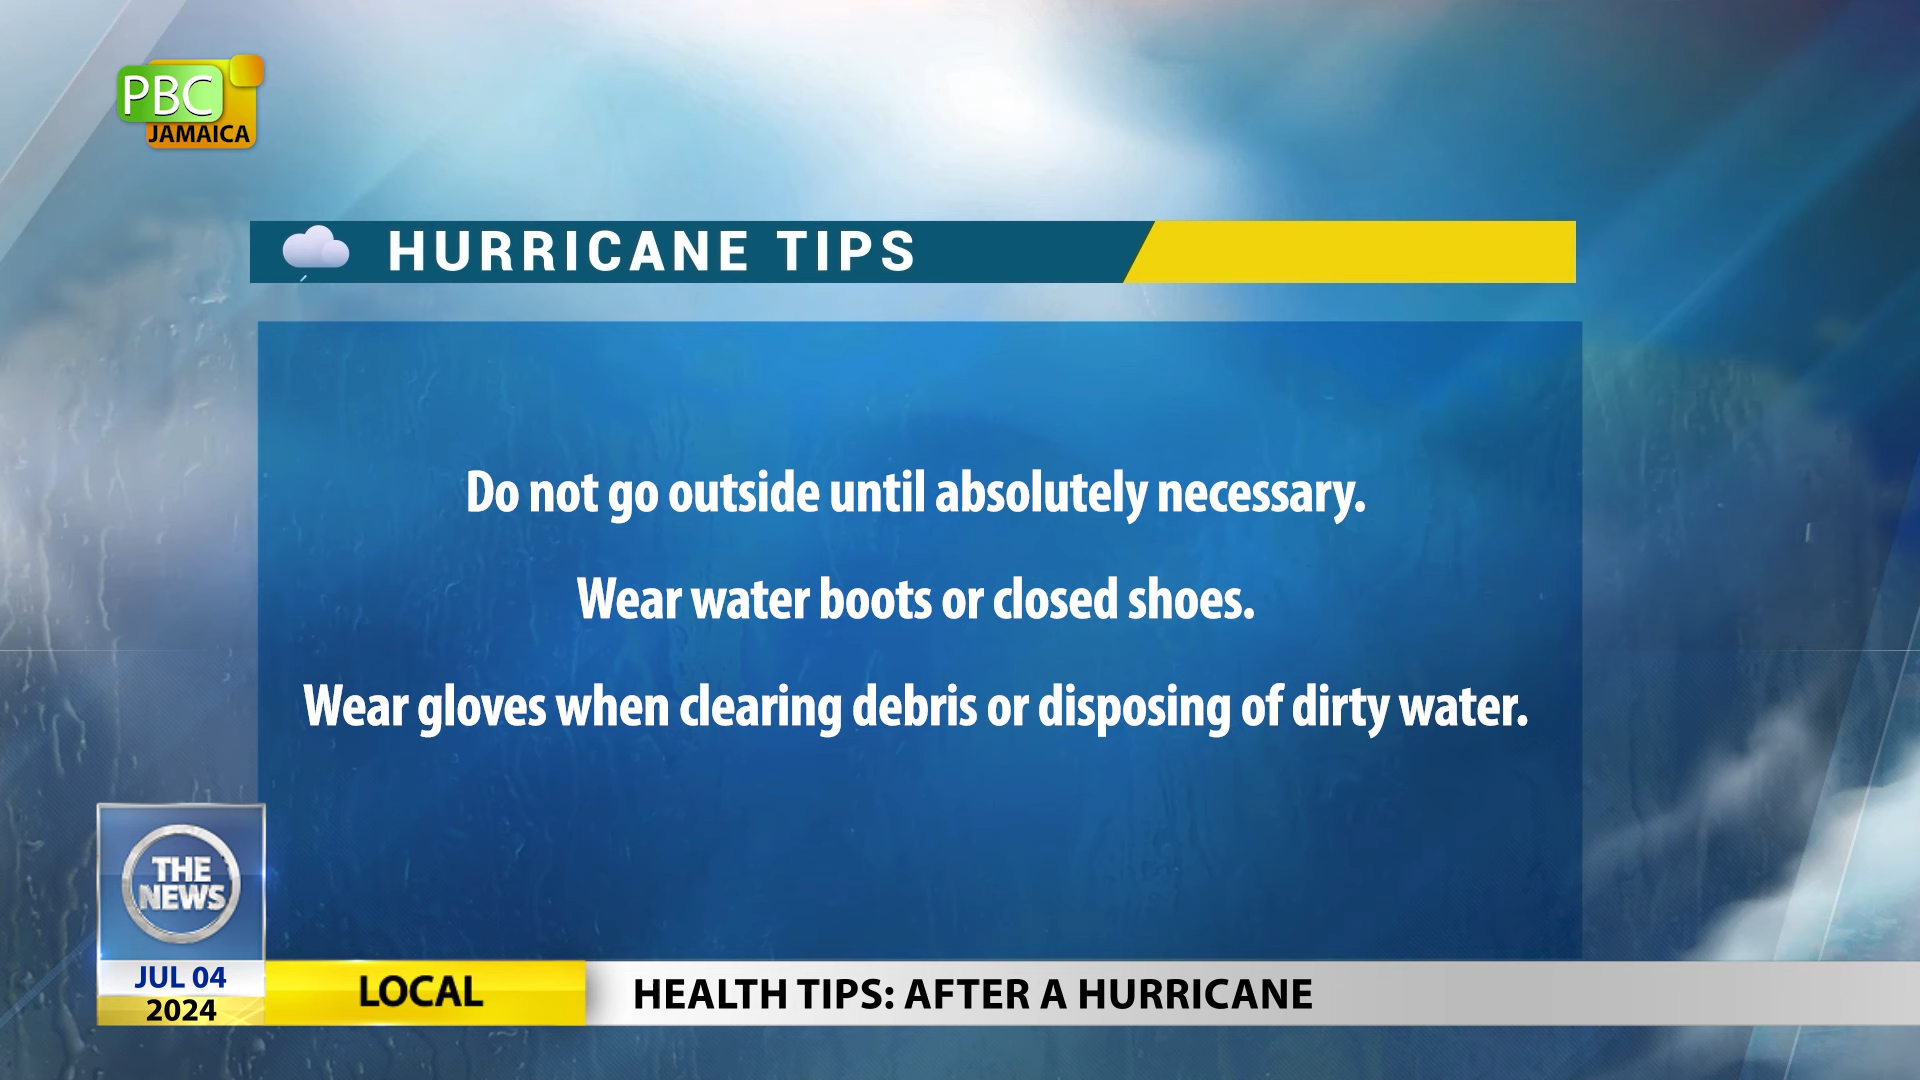 PBC
JAMAICA
HURRICANE TIPS
Do not go outside until absolutely necessary.
Wear water boots or closed shoes.
Wear gloves when clearing debris or disposing of dirty water.
THE
NEWS
JUL 04
2024
LOCAL
HEALTH TIPS: AFTER A HURRICANE